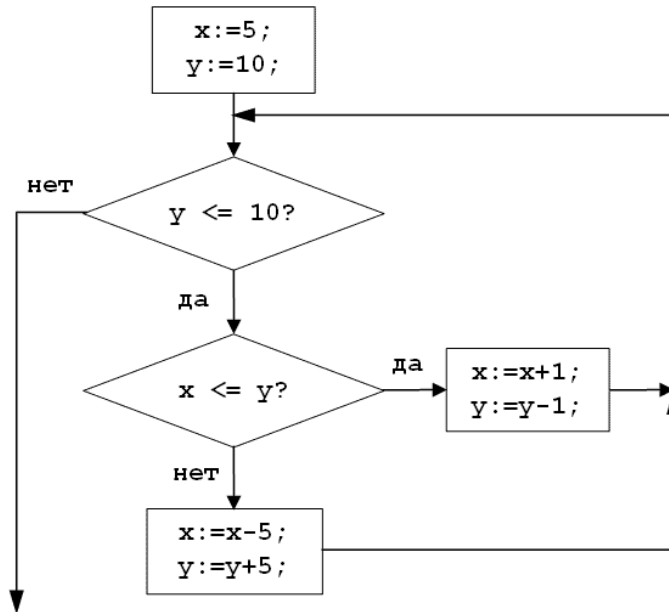 x:=5;
y:=10;
нет
y <= 10?
да
x <= y?
да
x:=x+1;
y:=y-1;
нет
x:=x-5;
y:=y+5;